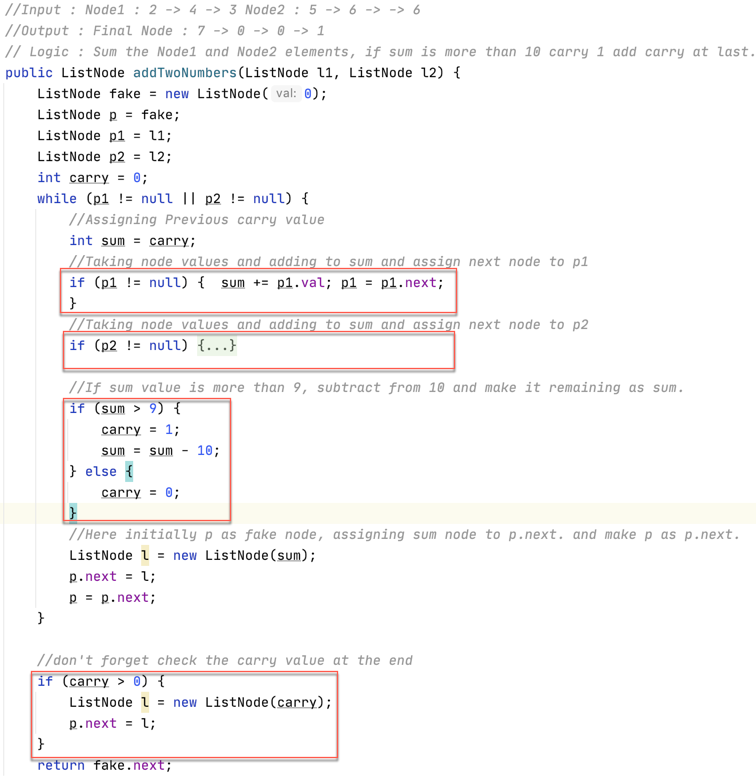 //Input : Node1 : 2 -> 4 -> 3 Node2 : 5 -> 6 -> -> 6
//Output : Final Node : 7 -> 0 -> 0 -> 1
// Logic : Sum the Node1 and Node2 elements, if sum is more than 10 carry 1 add carry at last.
public ListNode addTwoNumbers(ListNode l1, ListNode l2) {
ListNode fake = new ListNode( val: 0);
ListNode p = fake;
ListNode p1 = l1;
ListNode p2 = l2;
int carry = 0;
while (p1 != null || p2 != null) {
//Assigning Previous carry value
int sum = carry;
//Taking node values and adding to sum and assign next node to p1
if (p1 != null) {  sum += p1.val; p1 = p1.next;
}
//Taking node values and adding to sum and assign next node to p2
if (p2 != null) {...}
//If sum value is more than 9, subtract from 10 and make it remaining as sum.
if (sum > 9) {
carry = 1;
sum = sum - 10;
} else {
carry = 0;
}
//Here initially p as fake node, assigning sum node to p.next. and make p as p.next.
ListNode l = new ListNode(sum);
p.next = l;
p = p.next;
}
//don't forget check the carry value at the end
if (carry > 0) {
ListNode l = new ListNode(carry);
p.next = l;
}
return fake.next;